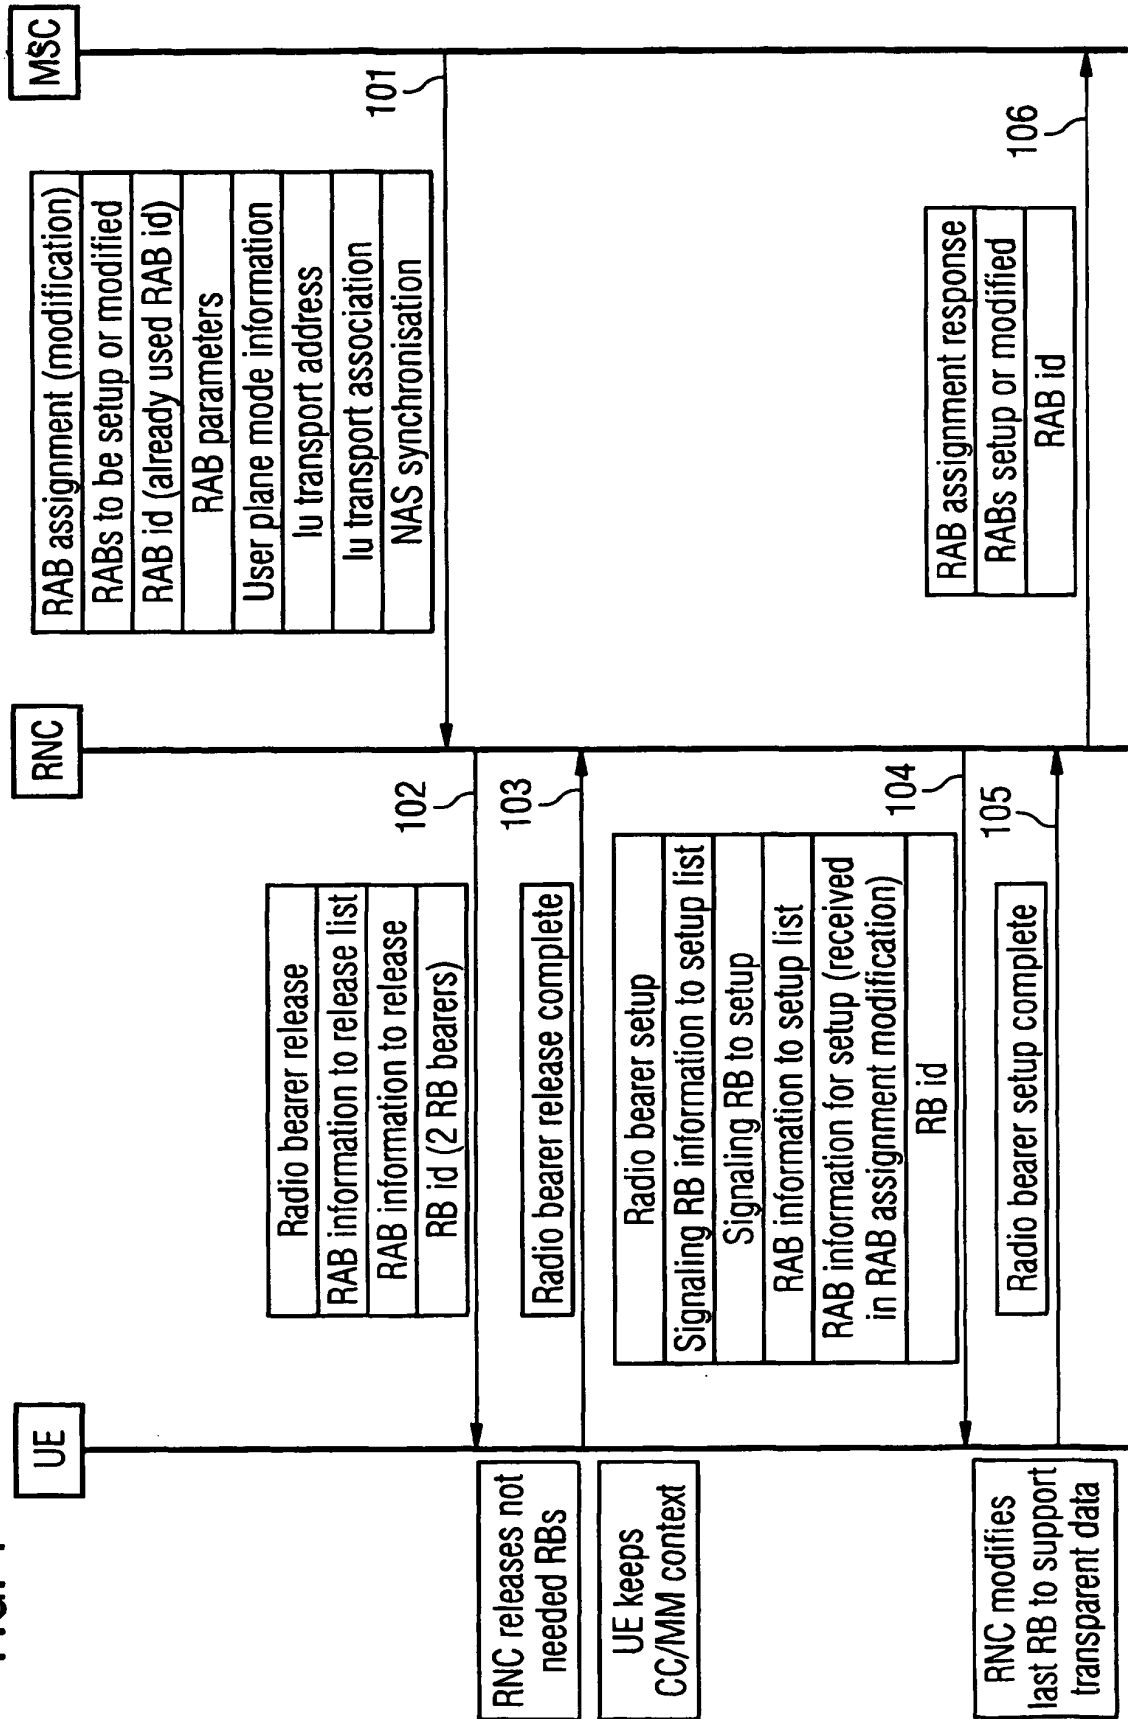 UE
RNC
MSC
RAB assignment (modification)
RABs to be setup or modified
RAB id (already used RAB id)
RAB parameters
User plane mode information
Iu transport address
Iu transport association
NAS synchronisation
101
Radio bearer release
RAB information to release list
RAB information to release
RB id (2 RB bearers)
102
RNC releases not
needed RBs
Radio bearer release complete
103
UE keeps
CC/MM context
Radio bearer setup
Signaling RB information to setup list
Signaling RB to setup
RAB information to setup list
RAB information for setup (received
in RAB assignment modification)
RB id
104
RNC modifies
last RB to support
transparent data
Radio bearer setup complete
105
RAB assignment response
RABs setup or modified
RAB id
106